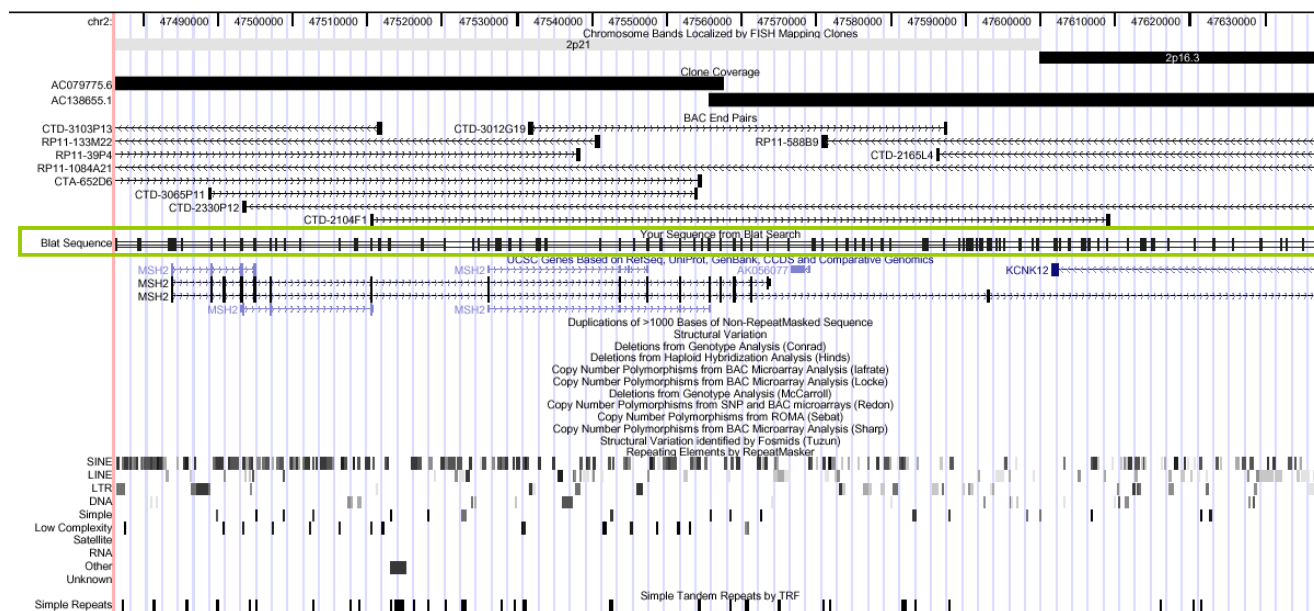 chr2: 47490000 47500000 47510000 47520000 47530000 47540000 47550000 47560000 47570000 47580000 47590000 47600000 47610000 47620000 47630000
Chromosome Bands Localized by FISH Mapping Clones
2p21
2p16.3
Clone Coverage
AC079775.6
AC138655.1
BAC End Pairs
CTD-3103P13 CTD-3012G19
RP11-133M22 RP11-588B9
RP11-39P4 CTD-2165L4
RP11-1084A21
CTA-652D6
CTD-3065P11
CTD-2330P12
CTD-2104F1
Your Sequence from Blat Search
Blat Sequence
UCSC Genes Based on RefSeq, UniProt, GenBank, CCDS and Comparative Genomics
MSH2 MSH2 AK056077 KCNK12
MSH2
MSH2
MSH2 MSH2
Duplications of >1000 Bases of Non-RepeatMasked Sequence
Structural Variation
Deletions from Genotype Analysis (Conrad)
Deletions from Haploid Hybridization Analysis (Hinds)
Copy Number Polymorphisms from BAC Microarray Analysis (Iafrate)
Copy Number Polymorphisms from BAC Microarray Analysis (Locke)
Deletions from Genotype Analysis (McCarroll)
Copy Number Polymorphisms from SNP and BAC microarrays (Redon)
Copy Number Polymorphisms from ROMA (Sebat)
Copy Number Polymorphisms from BAC Microarray Analysis (Sharp)
Structural Variation identified by Fosmids (Tuzun)
Repeating Elements by RepeatMasker
SINE
LINE
LTR
DNA
Simple
Low Complexity
Satellite
RNA
Other
Unknown
Simple Tandem Repeats by TRF
Simple Repeats